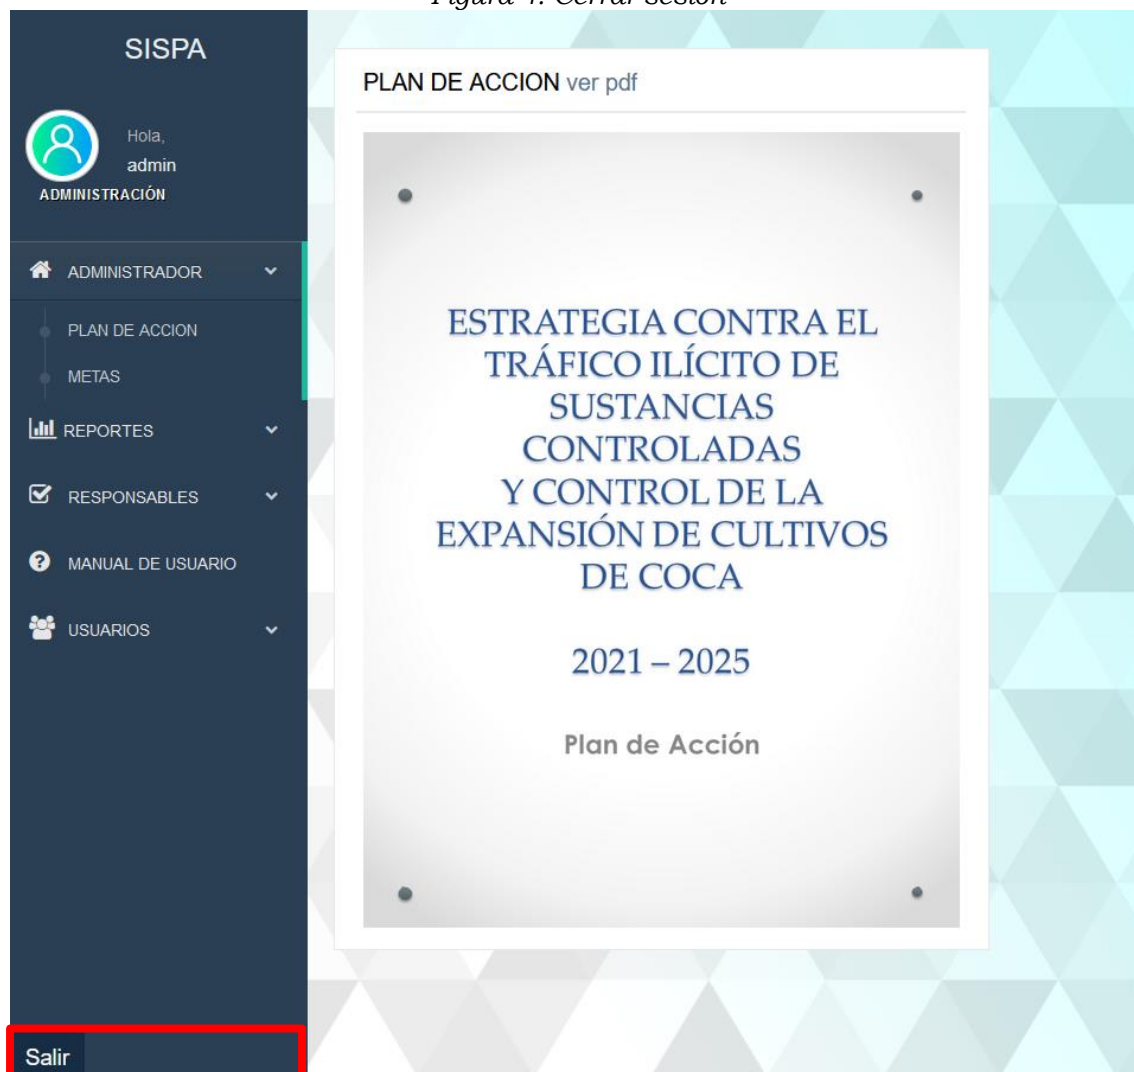 Figura 4. Cerrar sesión
SISPA
Hola,
admin
ADMINISTRACIÓN
ADMINISTRADOR
PLAN DE ACCION
METAS
REPORTES
RESPONSABLES
MANUAL DE USUARIO
USUARIOS
Salir
PLAN DE ACCION ver pdf
ESTRATEGIA CONTRA EL
TRÁFICO ILÍCITO DE
SUSTANCIAS
CONTROLADAS
Y CONTROL DE LA
EXPANSIÓN DE CULTIVOS
DE COCA
2021 – 2025
Plan de Acción